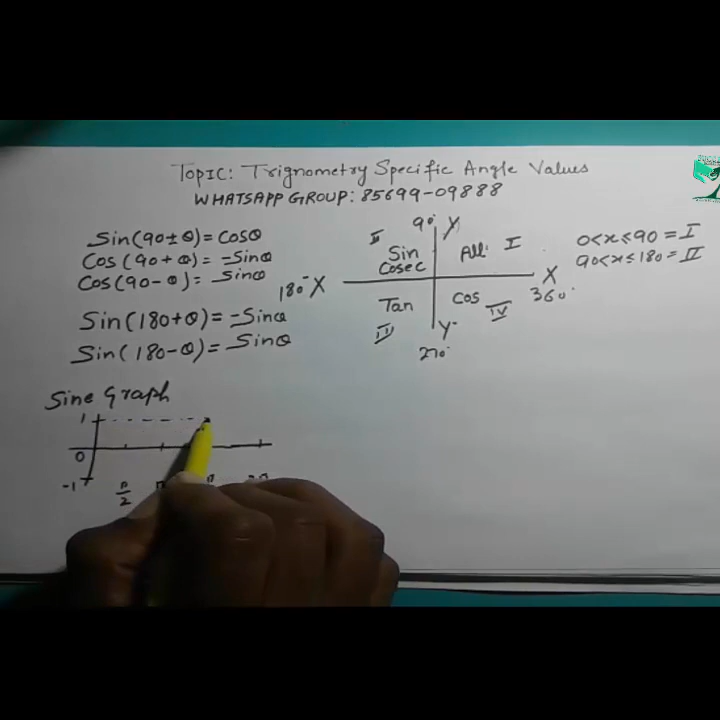 TOPIC: Trignometry Specific Angle Values
WHATSAPP GROUP: 85699-09888
Sin(90±θ) = Cosθ
Cos(90+θ) = -Sinθ
Cos(90-θ) = Sinθ
Sin(180+θ) = -Sinθ
Sin(180-θ) = Sinθ
90° Y
II
Sin
Cosec
All: I
180° X
X
360°
Tan
III
Cos
IV
Y-
270°
0<x≤90 = I
90<x≤180 = II
Sine Graph
1
0
-1
π/2